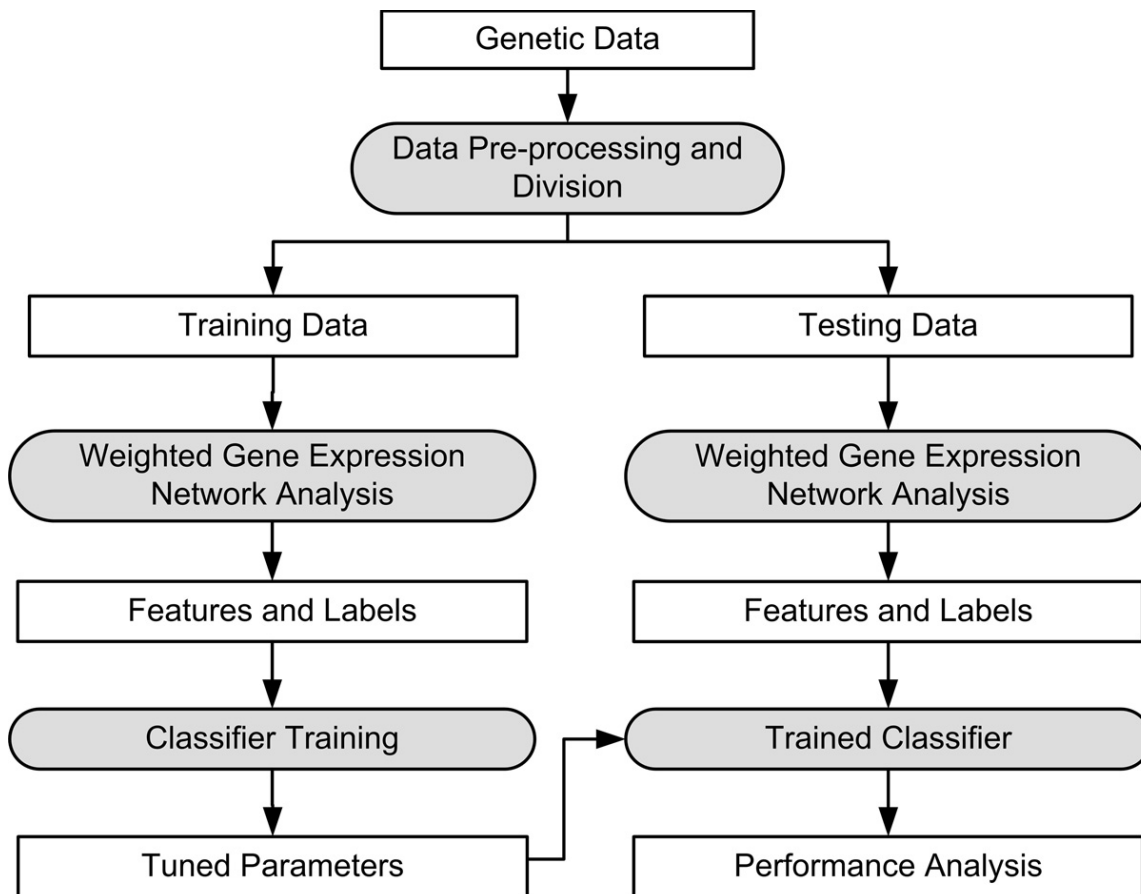 Genetic Data
Data Pre-processing and
Division
Training Data
Testing Data
Weighted Gene Expression
Network Analysis
Weighted Gene Expression
Network Analysis
Features and Labels
Features and Labels
Classifier Training
Trained Classifier
Tuned Parameters
Performance Analysis